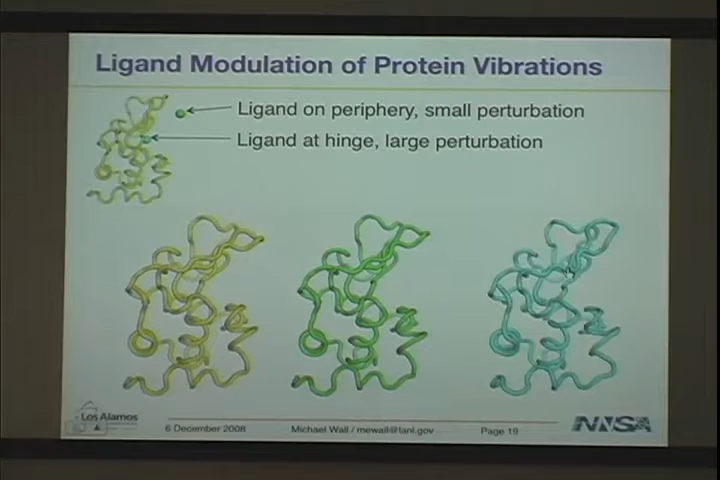 Ligand Modulation of Protein Vibrations
Ligand on periphery, small perturbation
Ligand at hinge, large perturbation
Los Alamos
6 December 2008
Michael Wall / mewall@lanl.gov
Page 19
NNSA